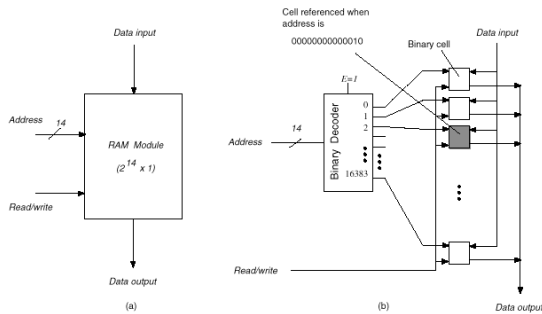 Data input
Address
14
RAM Module
(2^14 x 1)
Read/write
Data output
(a)
Cell referenced when
address is
00000000000010
Data input
Binary cell
E=1
Address
14
Binary Decoder
0
1
2
16383
Read/write
(b)
Data output